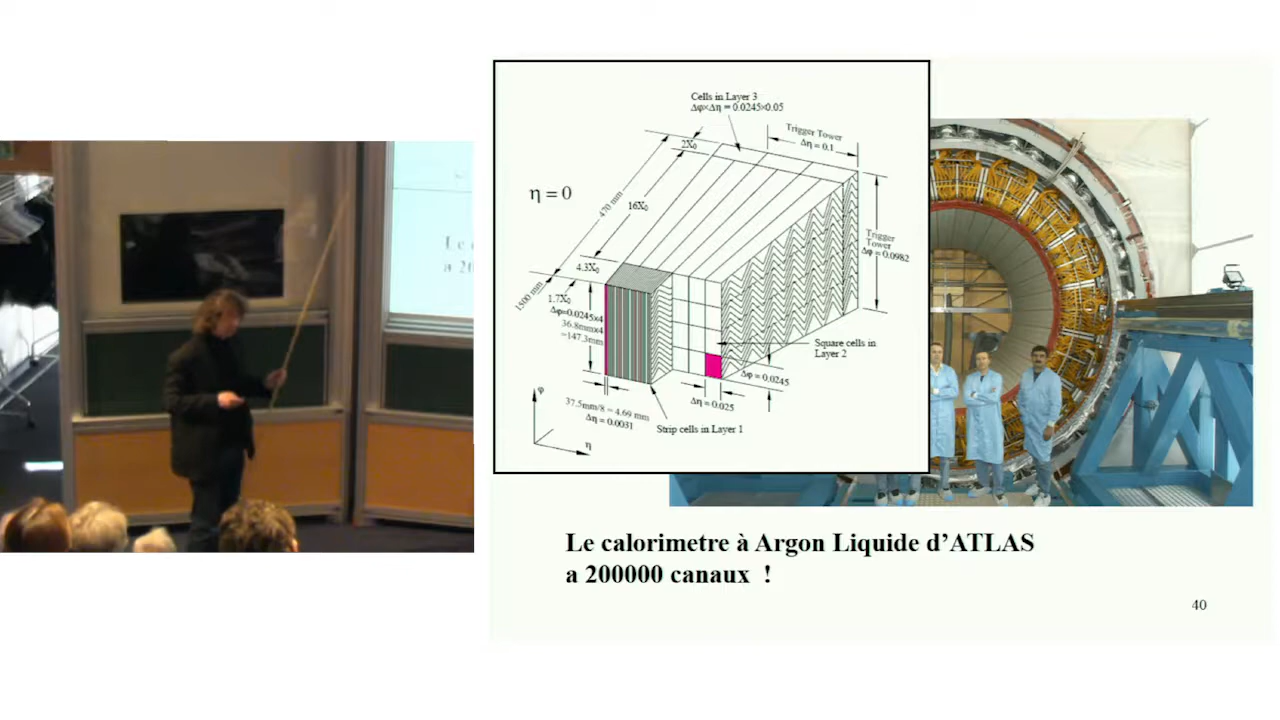 Cells in Layer 3
Δφ×Δη = 0.0245×0.05
Trigger Tower
Δη = 0.1
2X₀
η = 0
470 mm
16X₀
Trigger
Tower
Δφ = 0.0982
4.3X₀
1500 mm
1.7X₀
Δφ=0.0245×4
36.8mm×4
=147.3mm
Square cells in
Layer 2
Δφ = 0.0245
Δη = 0.025
37.5mm/8 = 4.69 mm
Δη = 0.0031
Strip cells in Layer 1
φ
η
Le calorimetre à Argon Liquide d’ATLAS
a 200000 canaux !
40
Le c
a 20